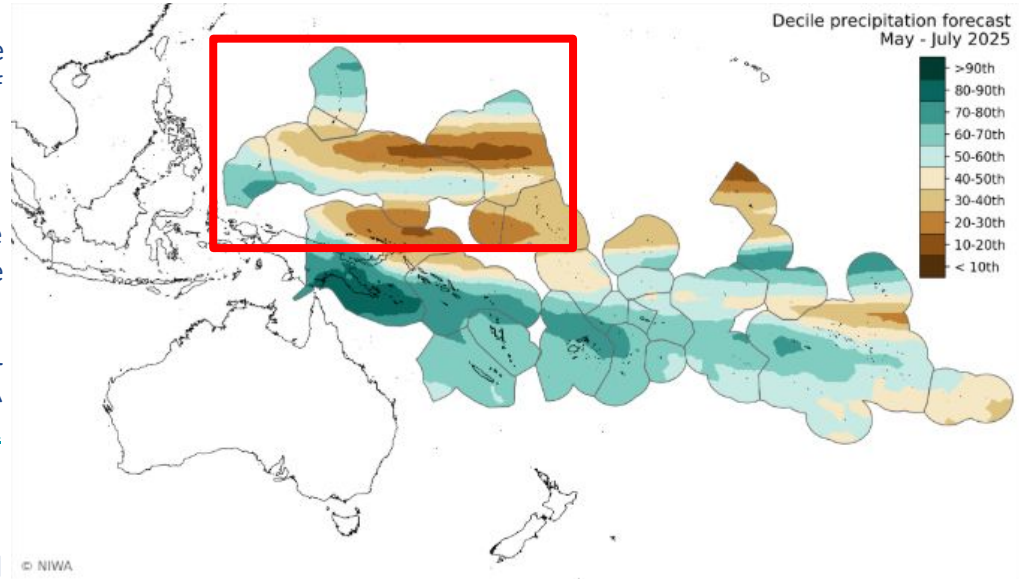 Decile precipitation forecast
May - July 2025
>90th
80-90th
70-80th
60-70th
50-60th
40-50th
30-40th
20-30th
10-20th
< 10th
© NIWA